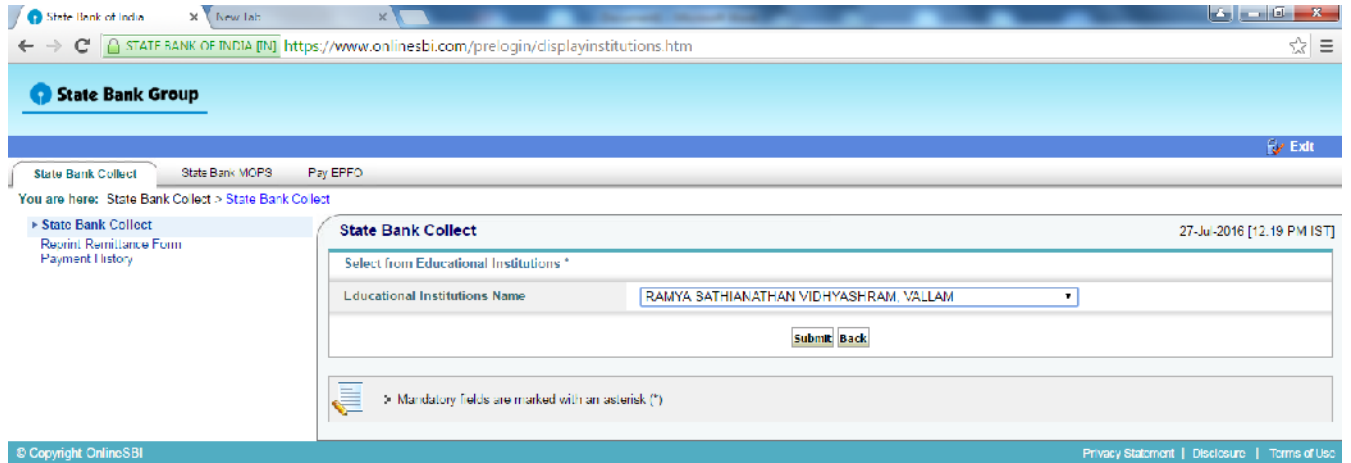 State Bank of India
New Tab
STATE BANK OF INDIA [IN] https://www.onlinesbi.com/prelogin/displayinstitutions.htm
State Bank Group
Exit
State Bank Collect State Bank MOPS Pay EPFO
You are here: State Bank Collect > State Bank Collect
State Bank Collect
Reprint Remittance Form
Payment History
State Bank Collect 27-Jul-2016 [12.19 PM IST]
Select from Educational Institutions *
Educational Institutions Name RAMYA SATHIANATHAN VIDHYASHRAM, VALLAM
Submit Back
> Mandatory fields are marked with an asterisk (*)
© Copyright OnlineSBI Privacy Statement | Disclosure | Terms of Use